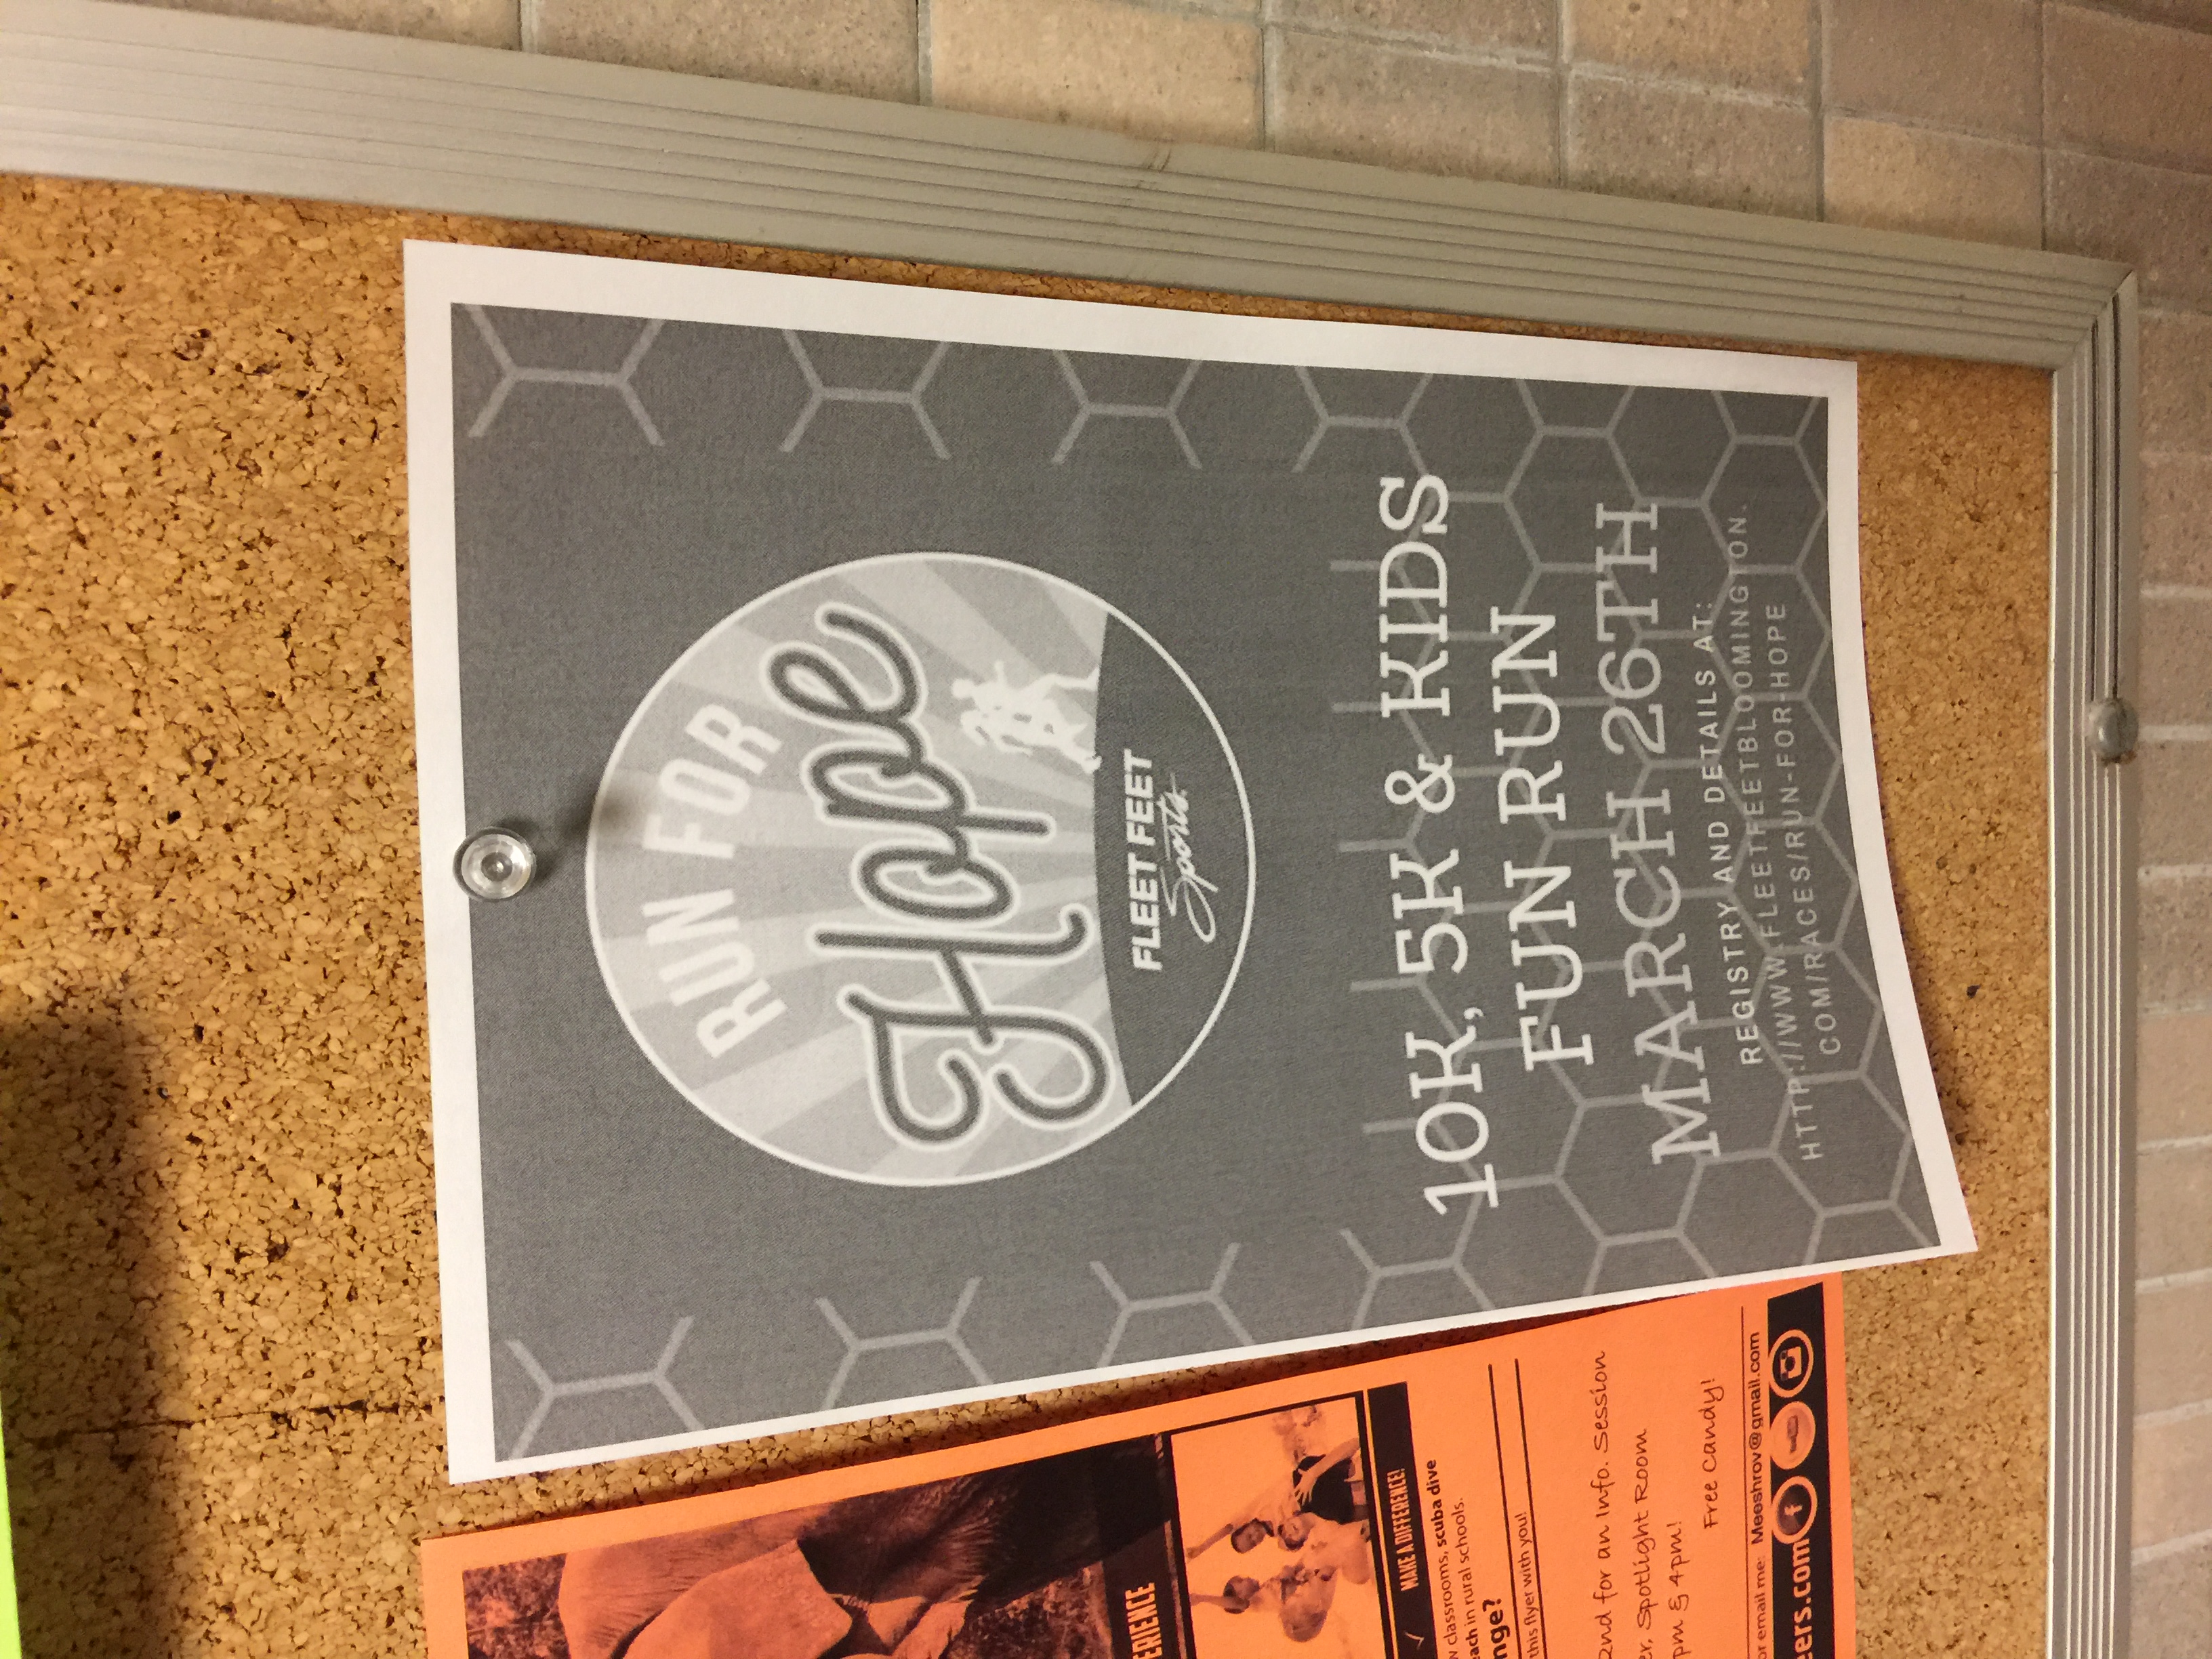 RUN FOR
Hope
FLEET FEET
Sports
10K, 5K & KIDS
FUN RUN
MARCH 26TH
REGISTRY AND DETAILS AT:
HTTP://WWW.FLEETFEETBLOOMINGTON.
COM/RACES/RUN-FOR-HOPE
ERIENCE
MAKE A DIFFERENCE!
w classrooms, scuba dive
each in rural schools.
nge?
this flyer with you!
2nd for an Info. Session
er, Spotlight Room
pm & 4pm!
Free Candy!
or email me: Meeshrov@gmail.com
eers.com